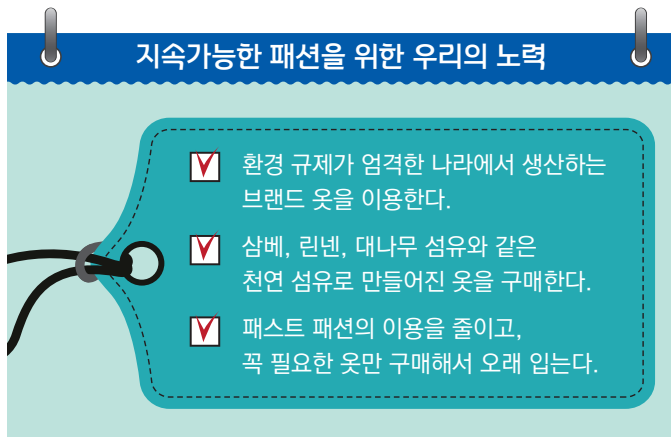 지속가능한 패션을 위한 우리의 노력
환경 규제가 엄격한 나라에서 생산하는
브랜드 옷을 이용한다.
삼베, 린넨, 대나무 섬유와 같은
천연 섬유로 만들어진 옷을 구매한다.
패스트 패션의 이용을 줄이고,
꼭 필요한 옷만 구매해서 오래 입는다.